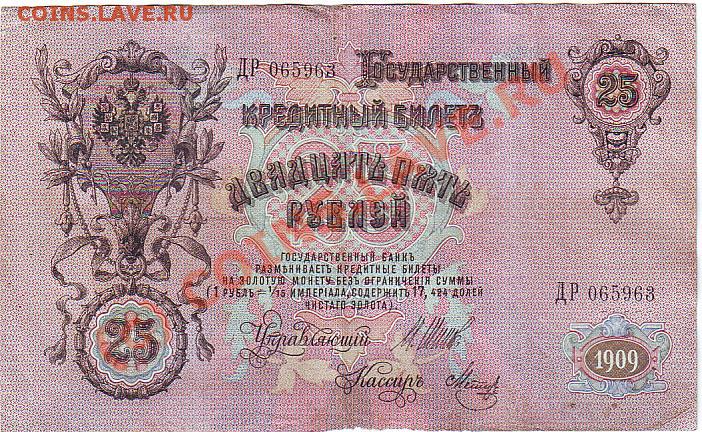 COINS.LAVE.RU
ДР 065963
Государственный
25
Кредитный Билетъ
Двадцать пять
Рублей
ГОСУДАРСТВЕННЫЙ БАНКЪ
РАЗМѢНИВАЕТЪ КРЕДИТНЫЕ БИЛЕТЫ
НА ЗОЛОТУЮ МОНЕТУ БЕЗЪ ОГРАНИЧЕНІЯ СУММЫ
(1 РУБЛЬ = 1/15 ИМПЕРІАЛА, СОДЕРЖИТЪ 17,424 ДОЛЕЙ
ЧИСТАГО ЗОЛОТА).
ДР 065963
25
Управляющій
Кассиръ
1909